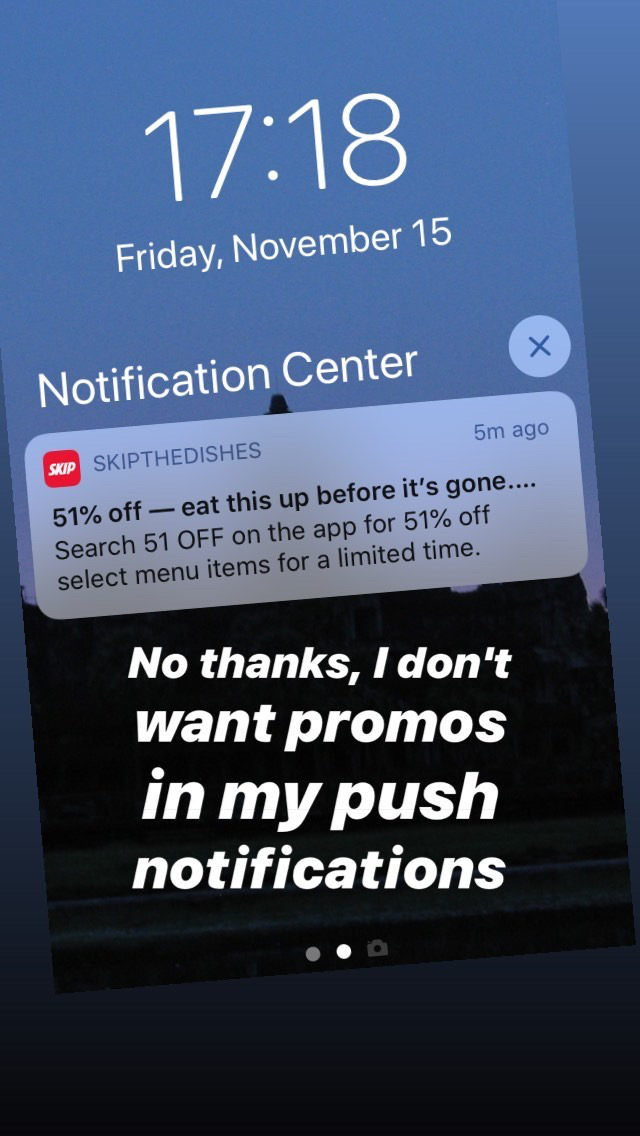 17:18
Friday, November 15
Notification Center
SKIP
SKIPTHEDISHES
5m ago
51% off — eat this up before it’s gone....
Search 51 OFF on the app for 51% off
select menu items for a limited time.
No thanks, I don't
want promos
in my push
notifications